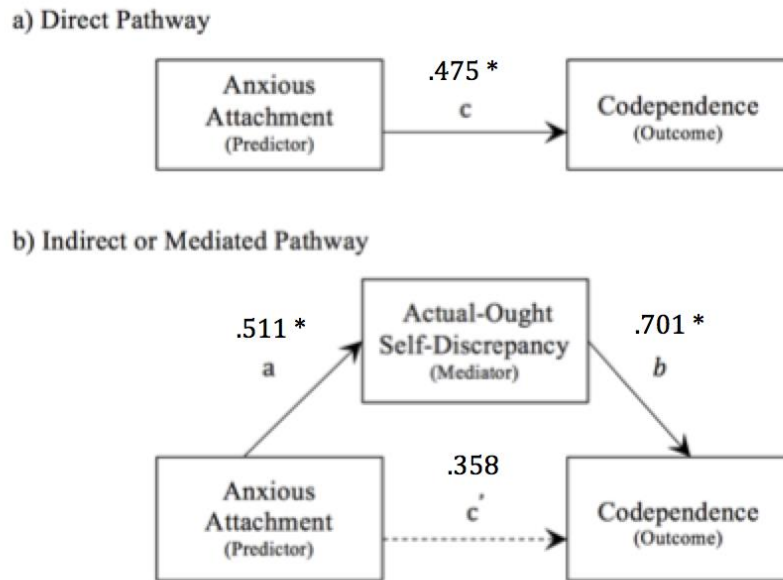 a) Direct Pathway
Anxious
Attachment
(Predictor)
.475 *
c
Codependence
(Outcome)
b) Indirect or Mediated Pathway
.511 *
a
Actual-Ought
Self-Discrepancy
(Mediator)
.701 *
b
Anxious
Attachment
(Predictor)
.358
c'
Codependence
(Outcome)